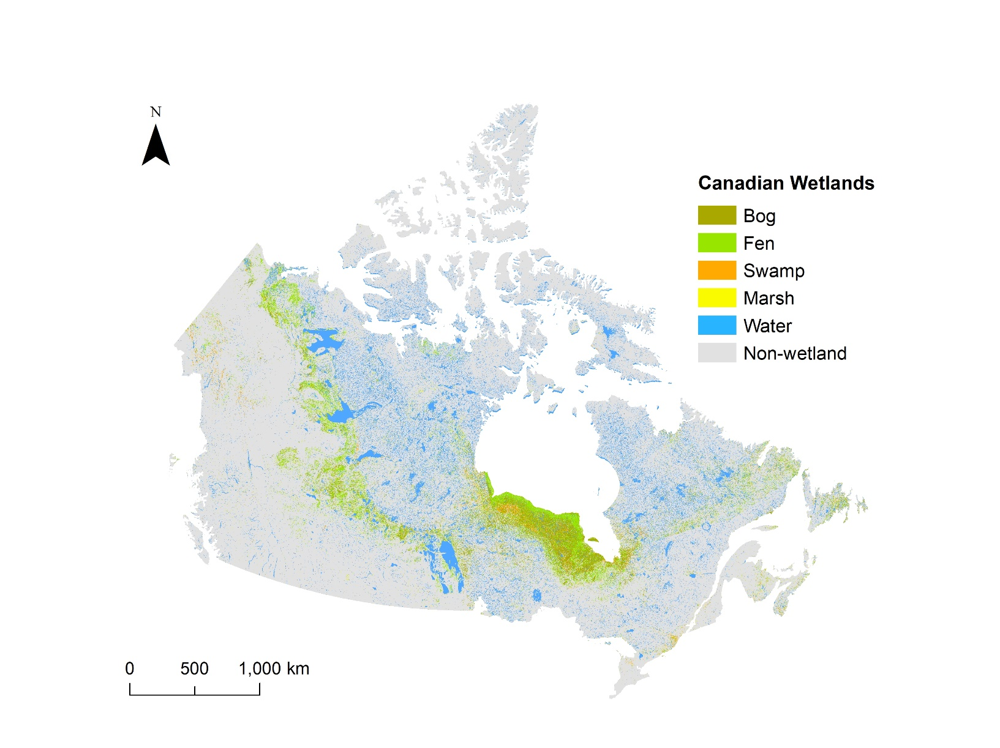 N
Canadian Wetlands
Bog
Fen
Swamp
Marsh
Water
Non-wetland
0 500 1,000 km